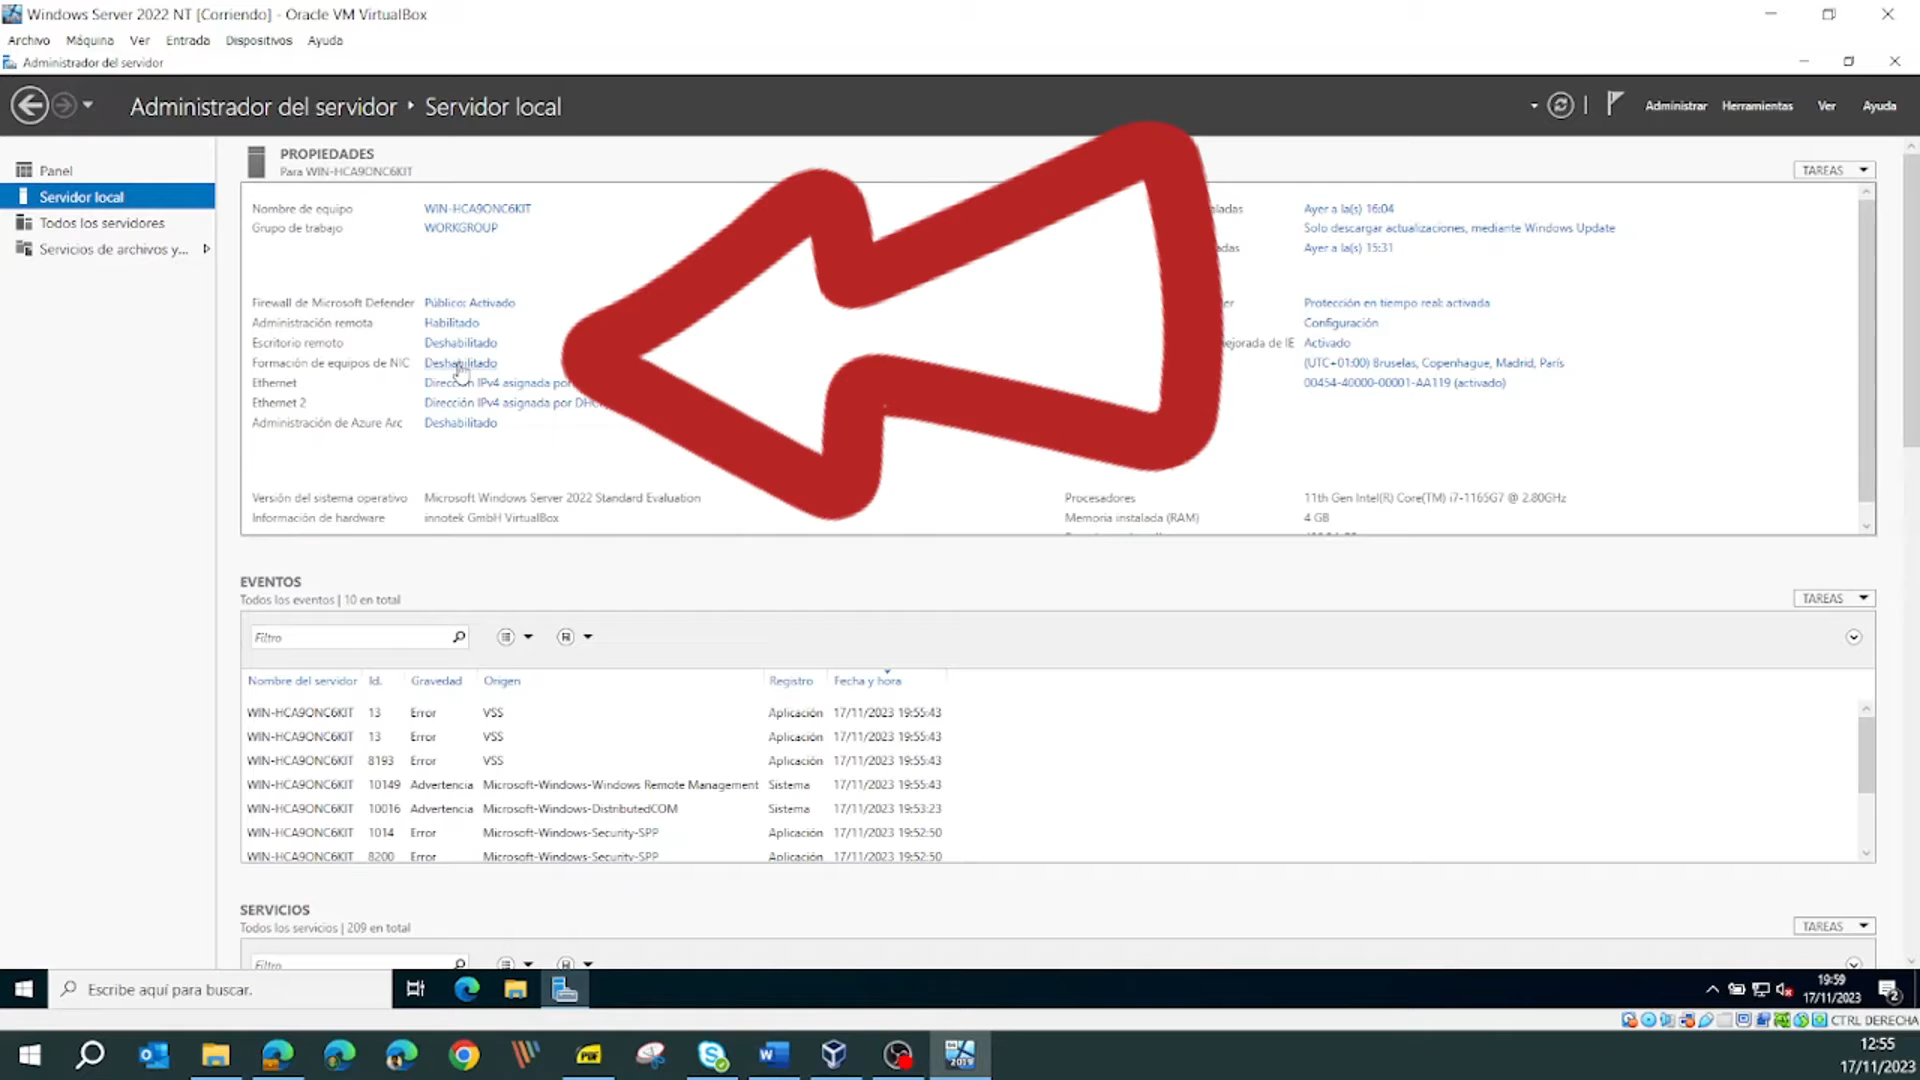 Windows Server 2022 NT [Corriendo] - Oracle VM VirtualBox
Archivo Máquina Ver Entrada Dispositivos Ayuda
Administrador del servidor
Administrador del servidor Servidor local
Administrar Herramientas Ver Ayuda
Panel
Servidor local
Todos los servidores
Servicios de archivos y...
PROPIEDADES
Para WIN-HCA9ONC6KIT
TAREAS
Nombre de equipo WIN-HCA9ONC6KIT Ayer a la(s) 16:04
Grupo de trabajo WORKGROUP Solo descargar actualizaciones, mediante Windows Update
Ayer a la(s) 15:31
Firewall de Microsoft Defender Público: Activado Protección en tiempo real: activada
Administración remota Habilitado Configuración
Escritorio remoto Deshabilitado de IE Activado
Formación de equipos de NIC Deshabilitado (UTC+01:00) Bruselas, Copenhague, Madrid, París
Ethernet Dirección IPv4 asignada por 00454-40000-00001-AA119 (activado)
Ethernet 2 Dirección IPv4 asignada por
Administración de Azure Arc Deshabilitado
Versión del sistema operativo Microsoft Windows Server 2022 Standard Evaluation Procesadores 11th Gen Intel(R) Core(TM) i7-1165G7 @ 2.80GHz
Información de hardware innotek GmbH VirtualBox Memoria instalada (RAM) 4 GB
EVENTOS
Todos los eventos | 10 en total
TAREAS
Filtro
Nombre del servidor Id. Gravedad Origen Registro Fecha y hora
WIN-HCA9ONC6KIT 13 Error VSS Aplicación 17/11/2023 19:55:43
WIN-HCA9ONC6KIT 13 Error VSS Aplicación 17/11/2023 19:55:43
WIN-HCA9ONC6KIT 8193 Error VSS Aplicación 17/11/2023 19:55:43
WIN-HCA9ONC6KIT 10149 Advertencia Microsoft-Windows-Windows Remote Management Sistema 17/11/2023 19:55:43
WIN-HCA9ONC6KIT 10016 Advertencia Microsoft-Windows-DistributedCOM Sistema 17/11/2023 19:53:23
WIN-HCA9ONC6KIT 1014 Error Microsoft-Windows-Security-SPP Aplicación 17/11/2023 19:52:50
WIN-HCA9ONC6KIT 8200 Error Microsoft-Windows-Security-SPP Aplicación 17/11/2023 19:52:50
SERVICIOS
Todos los servicios | 209 en total
TAREAS
Filtro
Escribe aquí para buscar.
19:59
17/11/2023
2
CTRL DERECHA
PDF
2019
12:55
17/11/2023